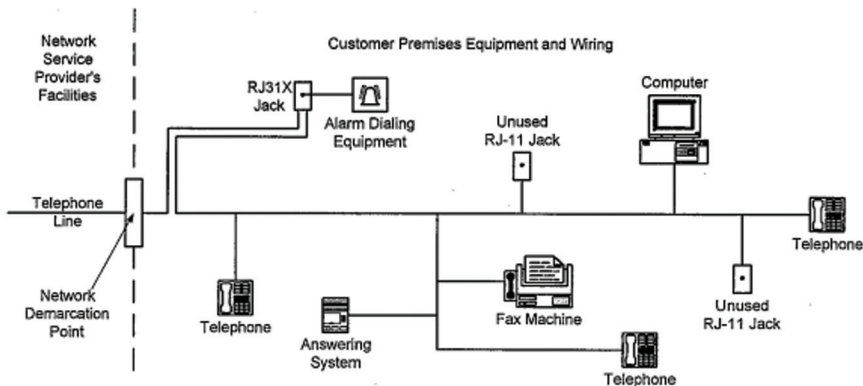 Network
Service
Provider's
Facilities
Customer Premises Equipment and Wiring
RJ31X
Jack
Alarm Dialing
Equipment
Unused
RJ-11 Jack
Computer
Telephone
Line
Telephone
Network
Demarcation
Point
Telephone
Answering
System
Fax Machine
Telephone
Unused
RJ-11 Jack